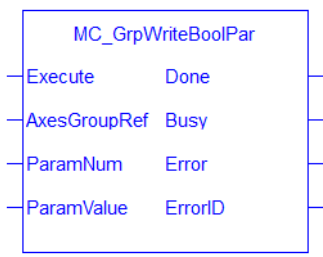 MC_GrpWriteBoolPar
Execute Done
AxesGroupRef Busy
ParamNum Error
ParamValue ErrorID